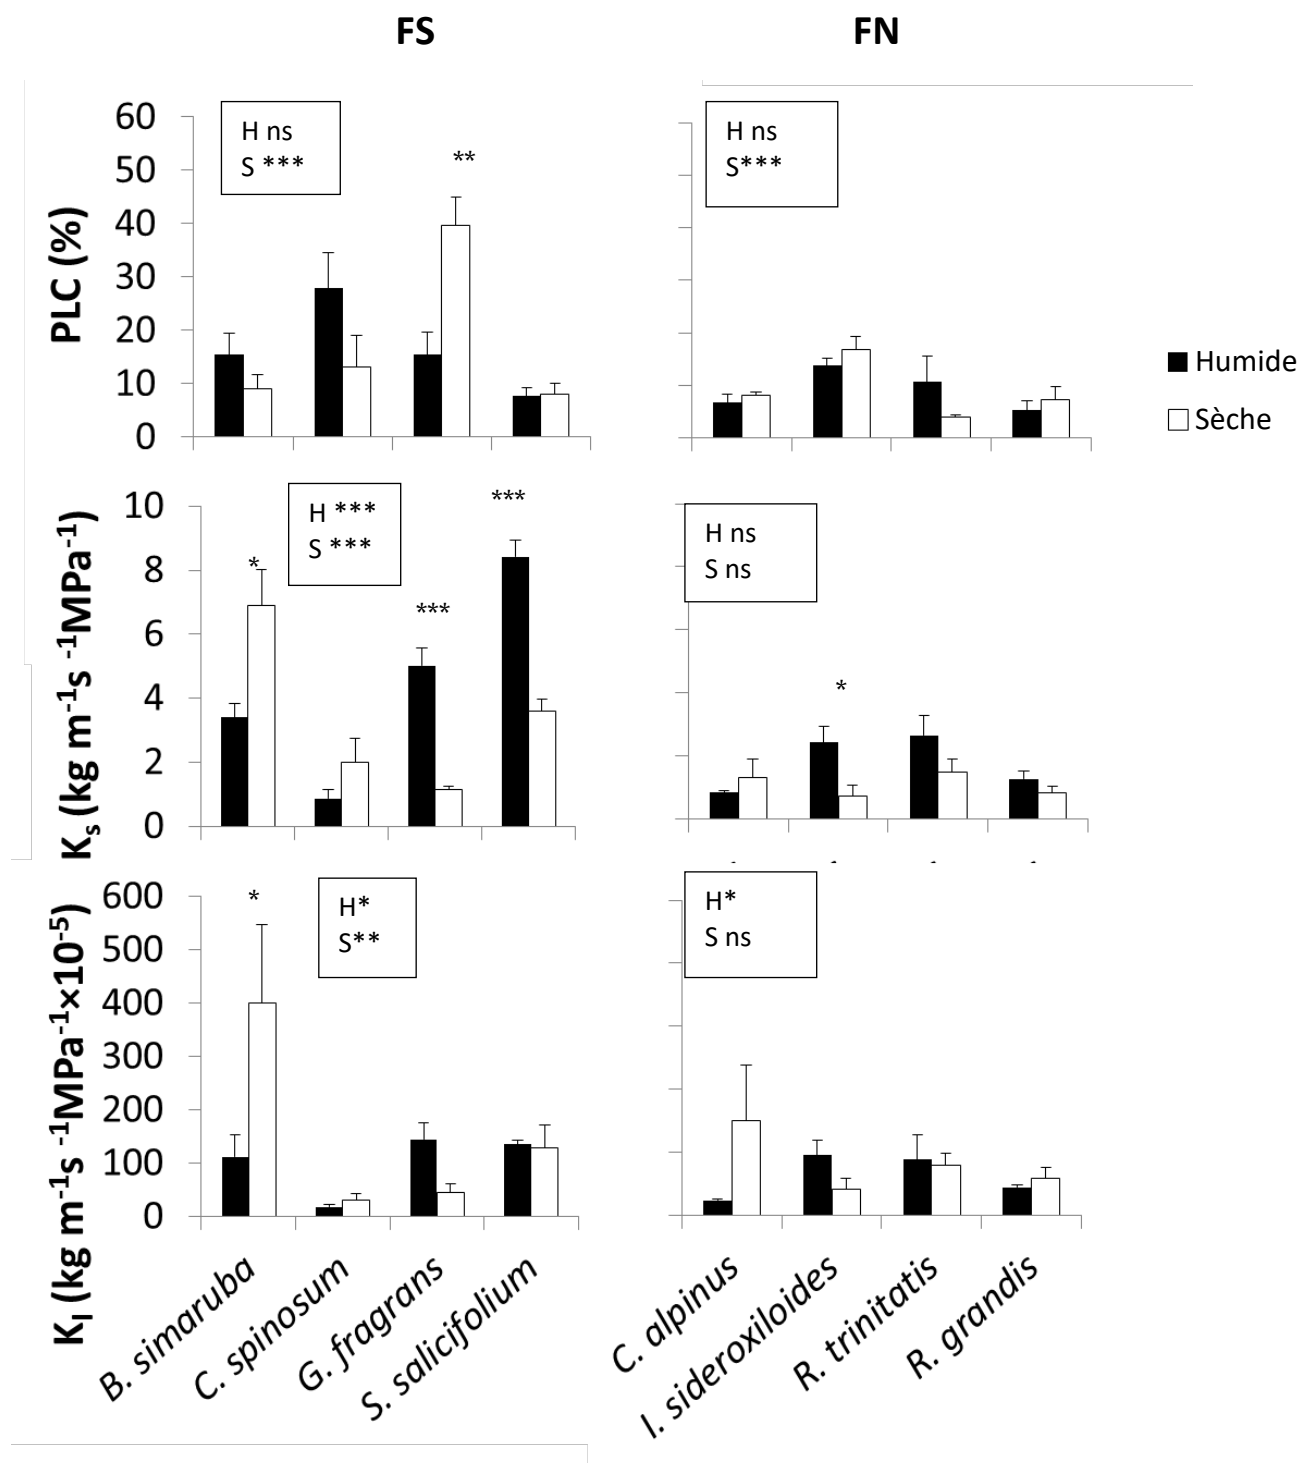 FS
FN
60
50
40
30
20
10
0
PLC (%)
H ns
S ***
**
H ns
S***
Humide
Sèche
10
8
6
4
2
0
Ks (kg m-1s -1MPa-1)
H ***
S ***
*
***
***
H ns
S ns
*
600
500
400
300
200
100
0
Kl (kg m-1s -1MPa-1×10-5)
*
H*
S**
H*
S ns
B. simaruba
C. spinosum
G. fragrans
S. salicifolium
C. alpinus
I. sideroxiloides
R. trinitatis
R. grandis